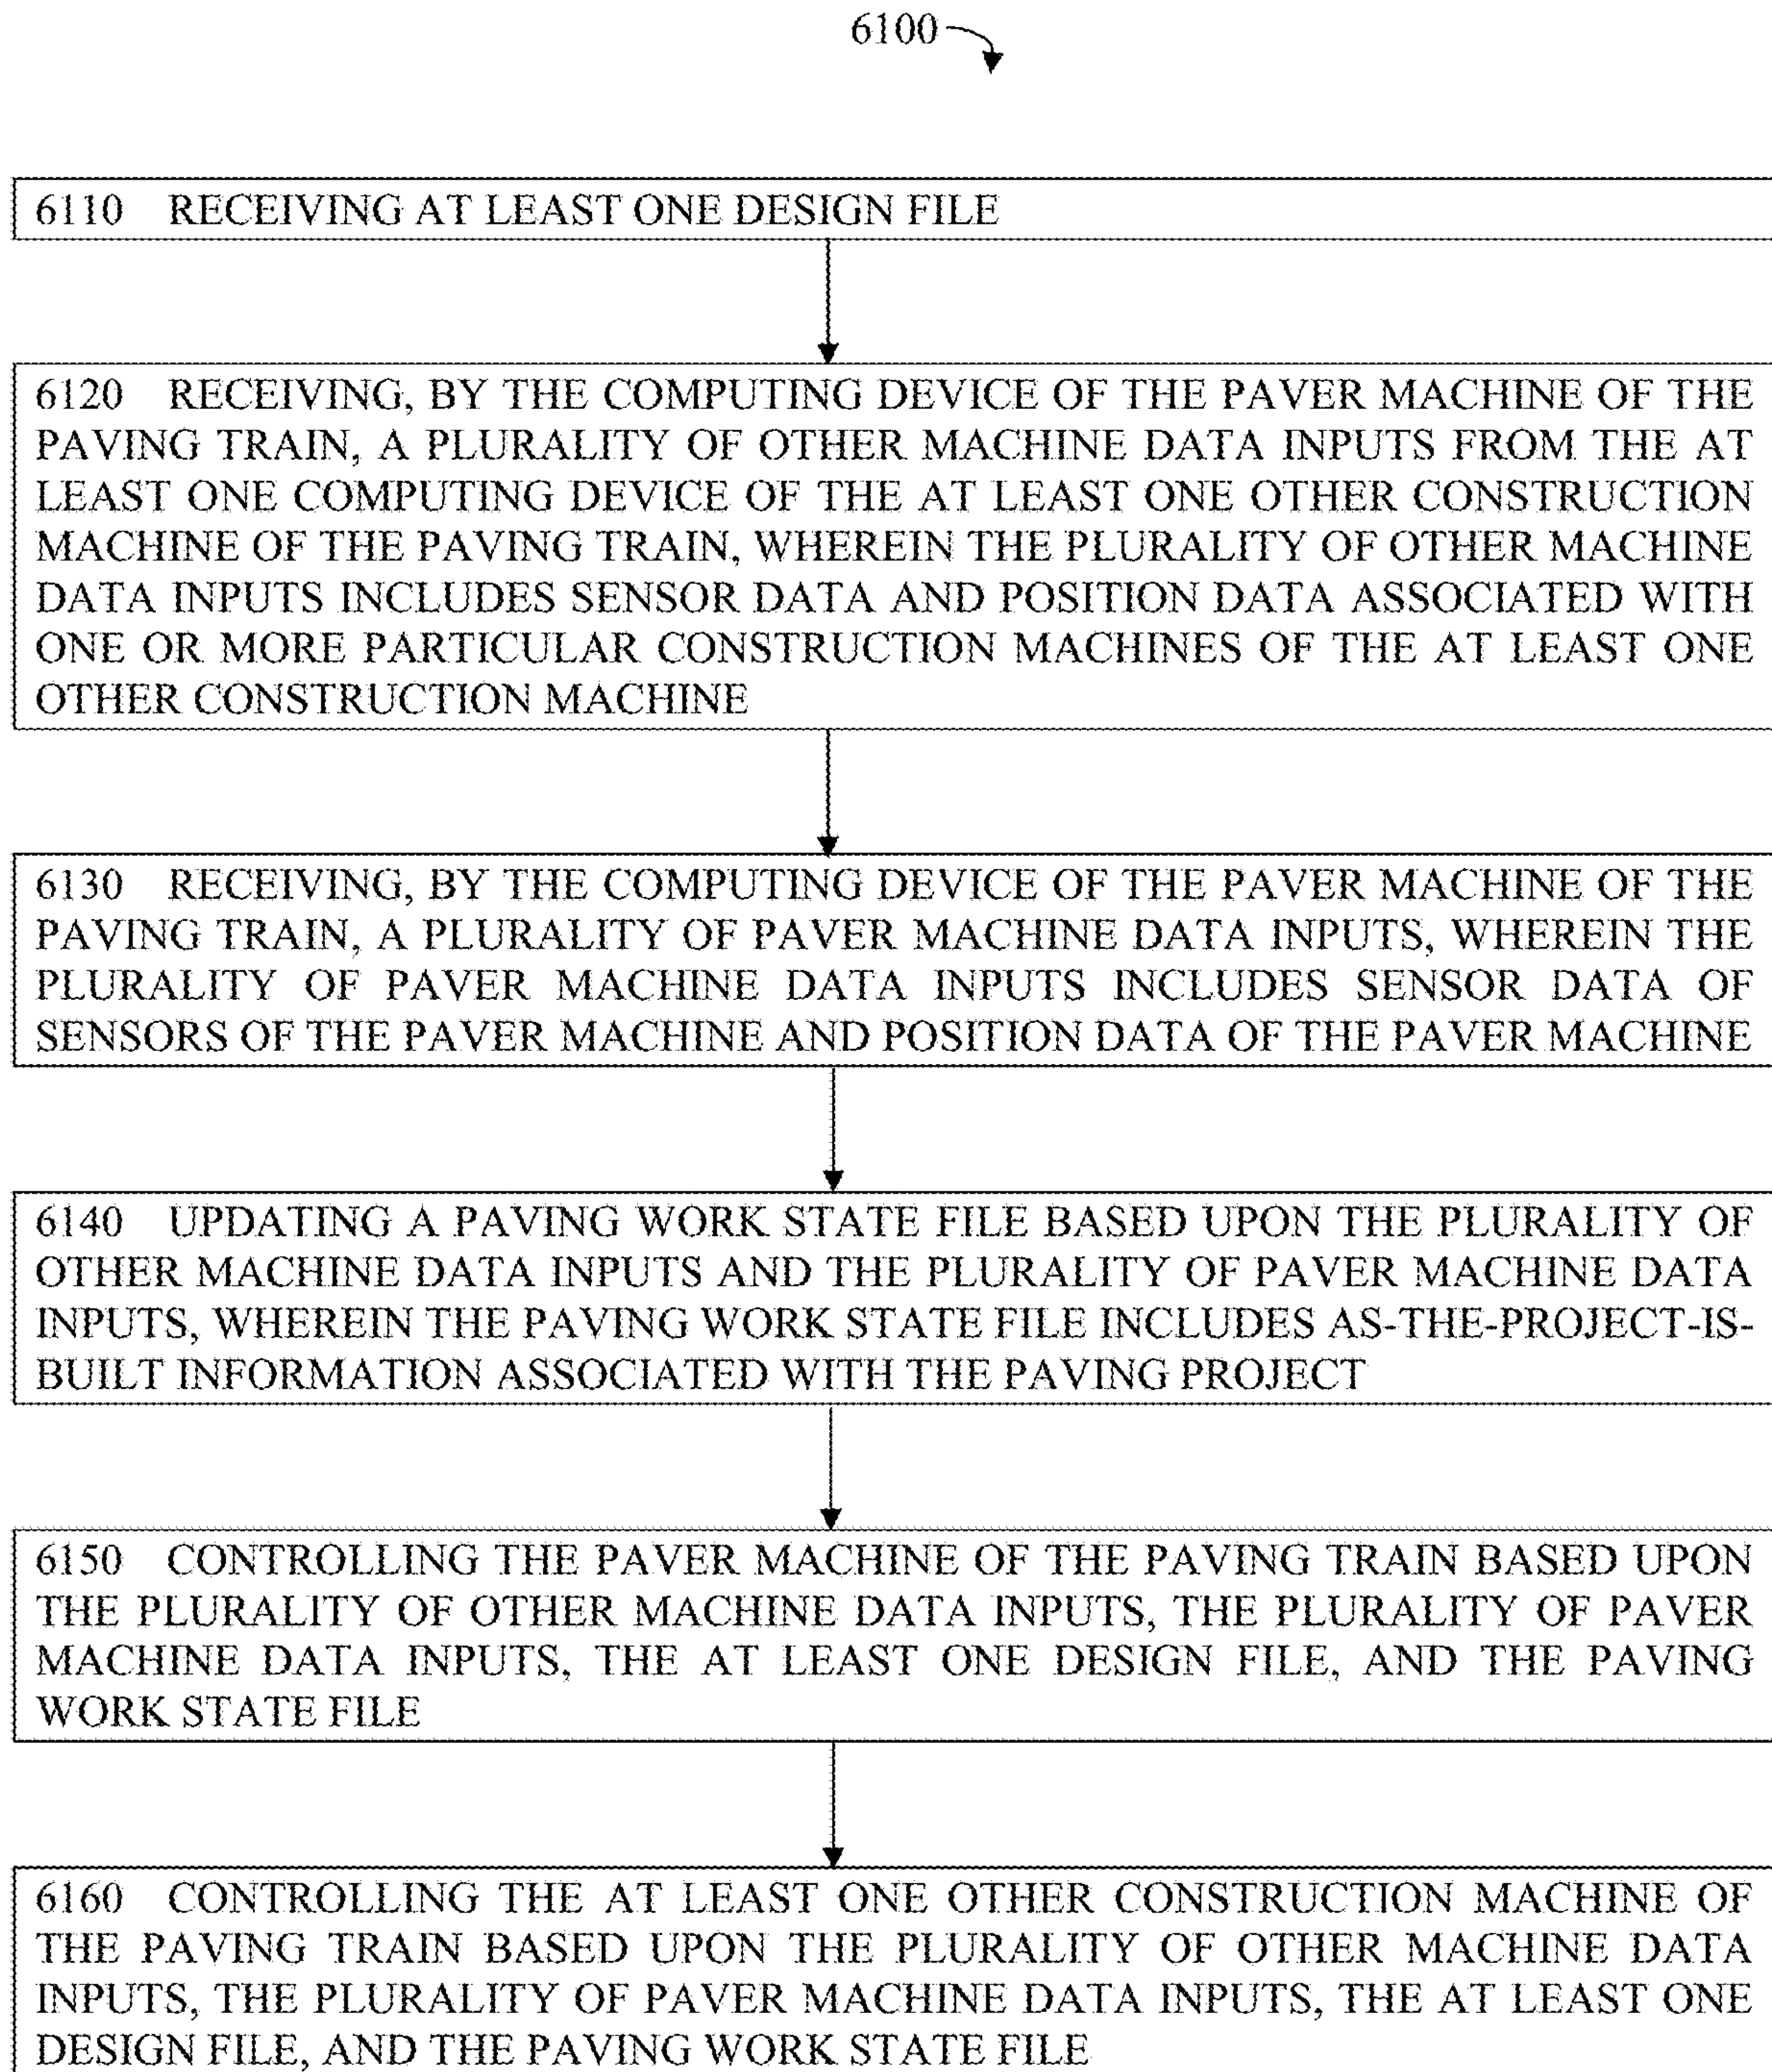 6100
6110 RECEIVING AT LEAST ONE DESIGN FILE
6120 RECEIVING, BY THE COMPUTING DEVICE OF THE PAVER MACHINE OF THE
PAVING TRAIN, A PLURALITY OF OTHER MACHINE DATA INPUTS FROM THE AT
LEAST ONE COMPUTING DEVICE OF THE AT LEAST ONE OTHER CONSTRUCTION
MACHINE OF THE PAVING TRAIN, WHEREIN THE PLURALITY OF OTHER MACHINE
DATA INPUTS INCLUDES SENSOR DATA AND POSITION DATA ASSOCIATED WITH
ONE OR MORE PARTICULAR CONSTRUCTION MACHINES OF THE AT LEAST ONE
OTHER CONSTRUCTION MACHINE
6130 RECEIVING, BY THE COMPUTING DEVICE OF THE PAVER MACHINE OF THE
PAVING TRAIN, A PLURALITY OF PAVER MACHINE DATA INPUTS, WHEREIN THE
PLURALITY OF PAVER MACHINE DATA INPUTS INCLUDES SENSOR DATA OF
SENSORS OF THE PAVER MACHINE AND POSITION DATA OF THE PAVER MACHINE
6140 UPDATING A PAVING WORK STATE FILE BASED UPON THE PLURALITY OF
OTHER MACHINE DATA INPUTS AND THE PLURALITY OF PAVER MACHINE DATA
INPUTS, WHEREIN THE PAVING WORK STATE FILE INCLUDES AS-THE-PROJECT-IS-
BUILT INFORMATION ASSOCIATED WITH THE PAVING PROJECT
6150 CONTROLLING THE PAVER MACHINE OF THE PAVING TRAIN BASED UPON
THE PLURALITY OF OTHER MACHINE DATA INPUTS, THE PLURALITY OF PAVER
MACHINE DATA INPUTS, THE AT LEAST ONE DESIGN FILE, AND THE PAVING
WORK STATE FILE
6160 CONTROLLING THE AT LEAST ONE OTHER CONSTRUCTION MACHINE OF
THE PAVING TRAIN BASED UPON THE PLURALITY OF OTHER MACHINE DATA
INPUTS, THE PLURALITY OF PAVER MACHINE DATA INPUTS, THE AT LEAST ONE
DESIGN FILE, AND THE PAVING WORK STATE FILE